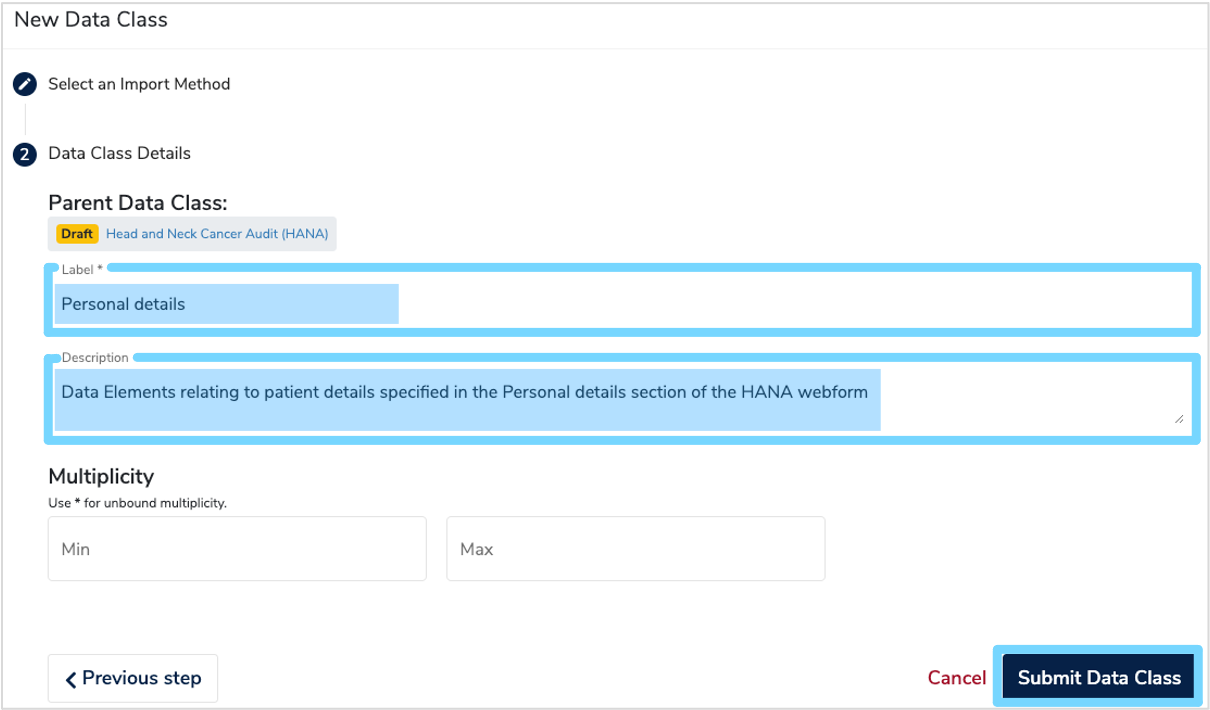 New Data Class
Select an Import Method
2 Data Class Details
Parent Data Class:
Draft Head and Neck Cancer Audit (HANA)
Label *
Personal details
Description
Data Elements relating to patient details specified in the Personal details section of the HANA webform
Multiplicity
Use * for unbound multiplicity.
Min Max
Previous step Cancel Submit Data Class